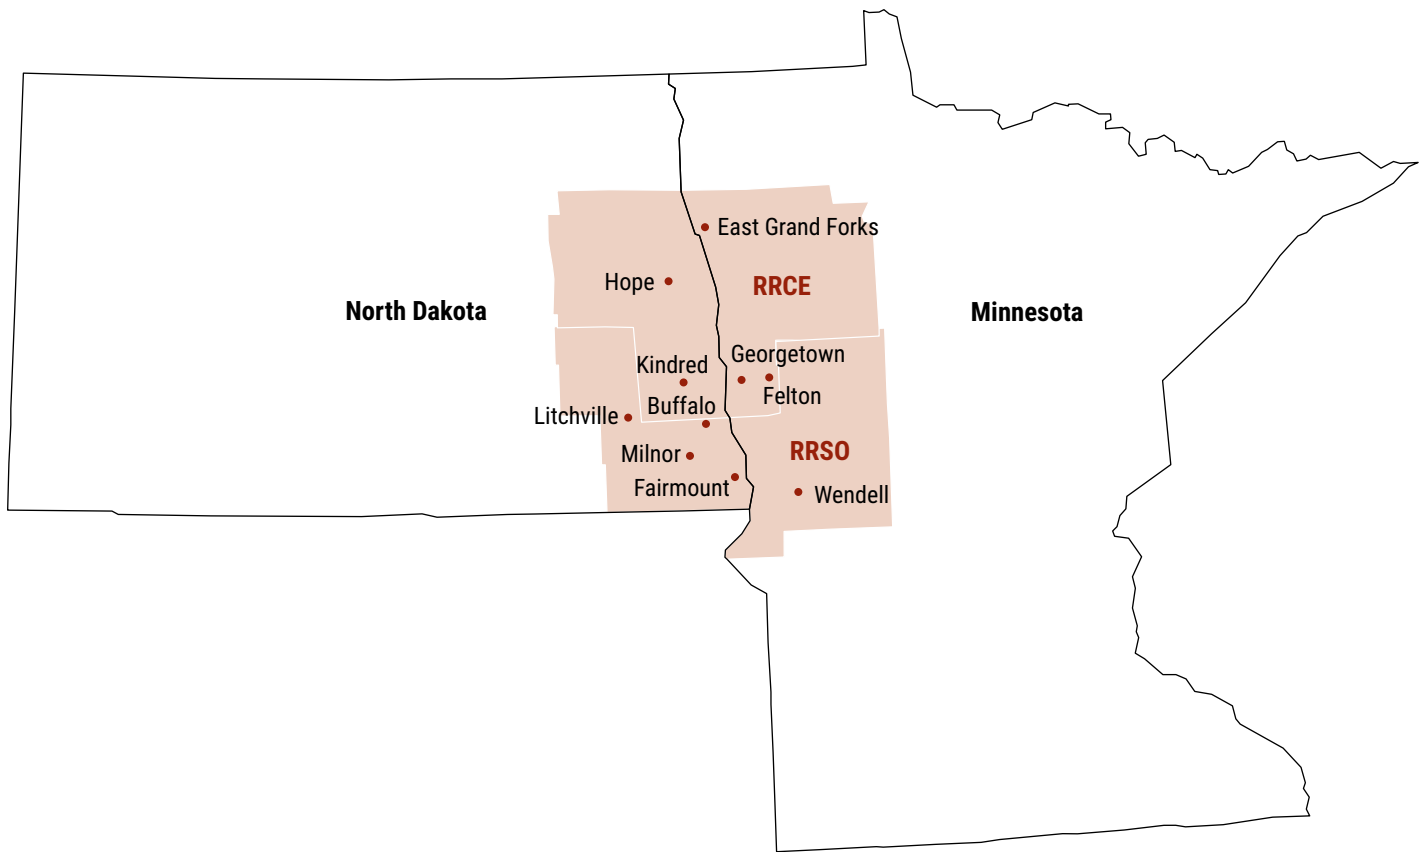 East Grand Forks
Hope
RRCE
North Dakota
Minnesota
Georgetown
Kindred
Felton
Buffalo
Litchville
RRSO
Milnor
Fairmount
Wendell